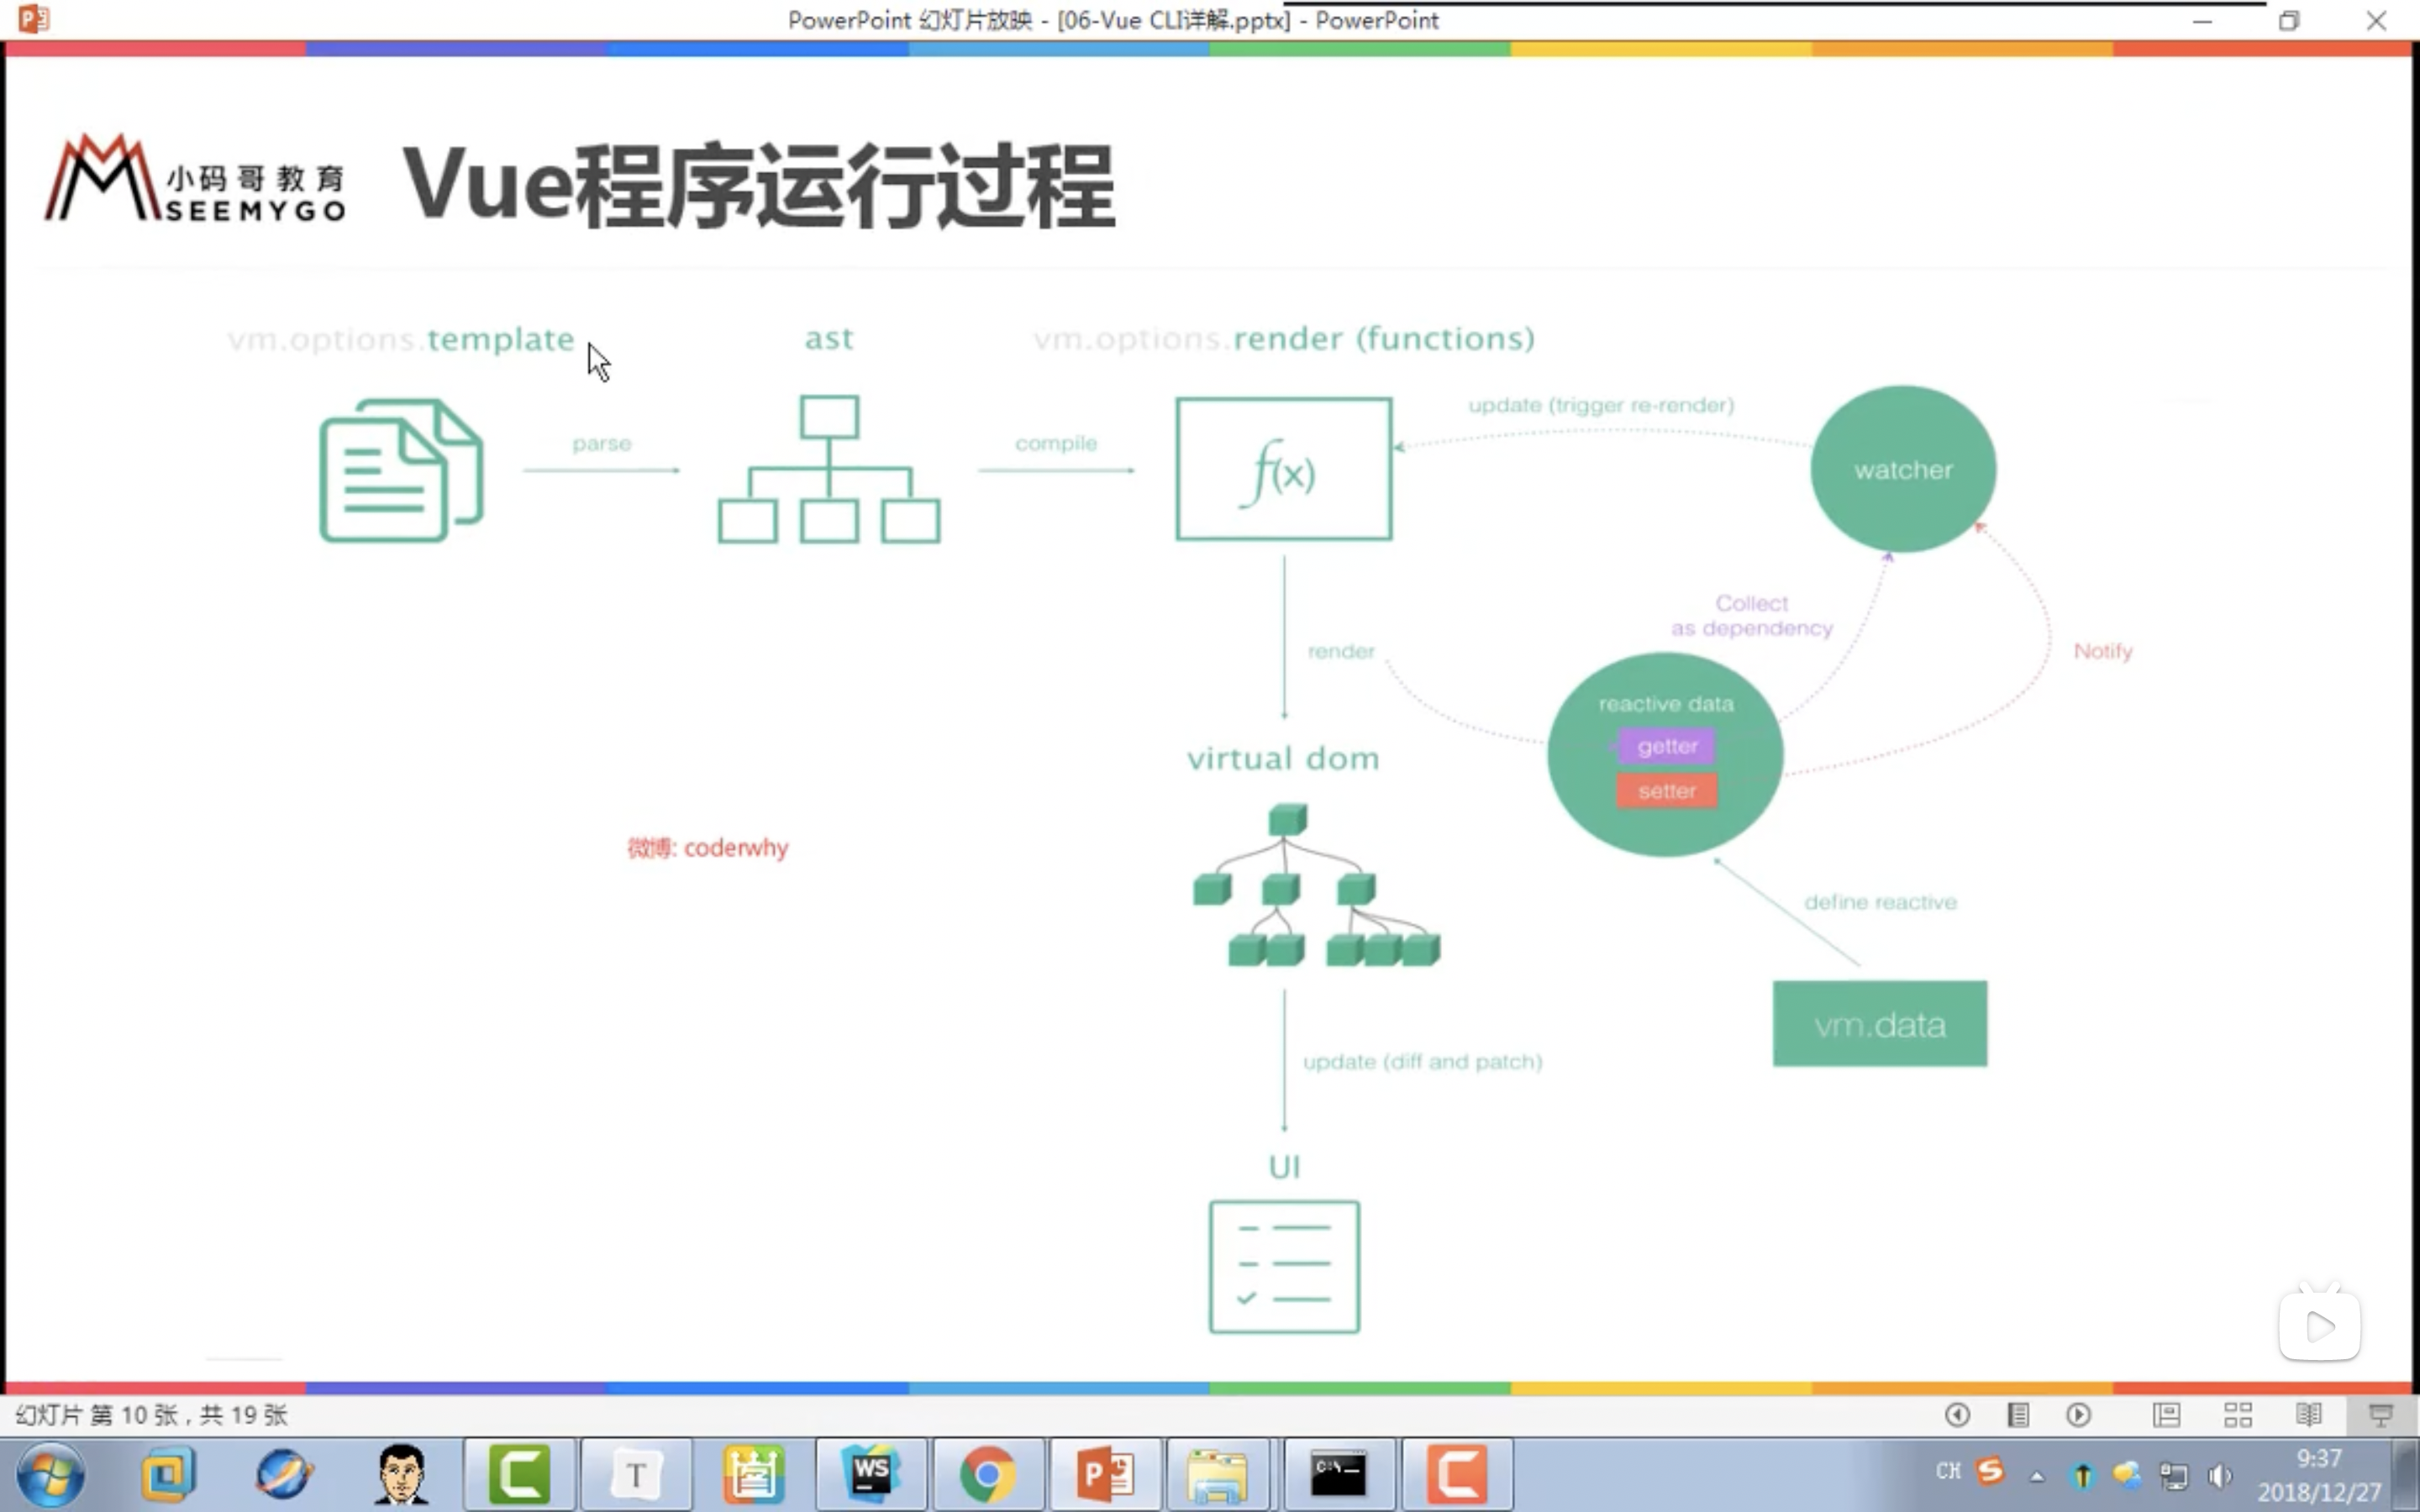 PowerPoint 幻灯片放映 - [06-Vue CLI详解.pptx] - PowerPoint
小码哥教育
SEEMYGO
Vue程序运行过程
vm.options.template
ast
vm.options.render (functions)
parse
compile
f(x)
update (trigger re-render)
watcher
Collect
as dependency
Notify
render
reactive data
getter
setter
virtual dom
微博: coderwhy
define reactive
vm.data
update (diff and patch)
UI
幻灯片 第 10 张，共 19 张
T
WS
C:\
CH
9:37
2018/12/27